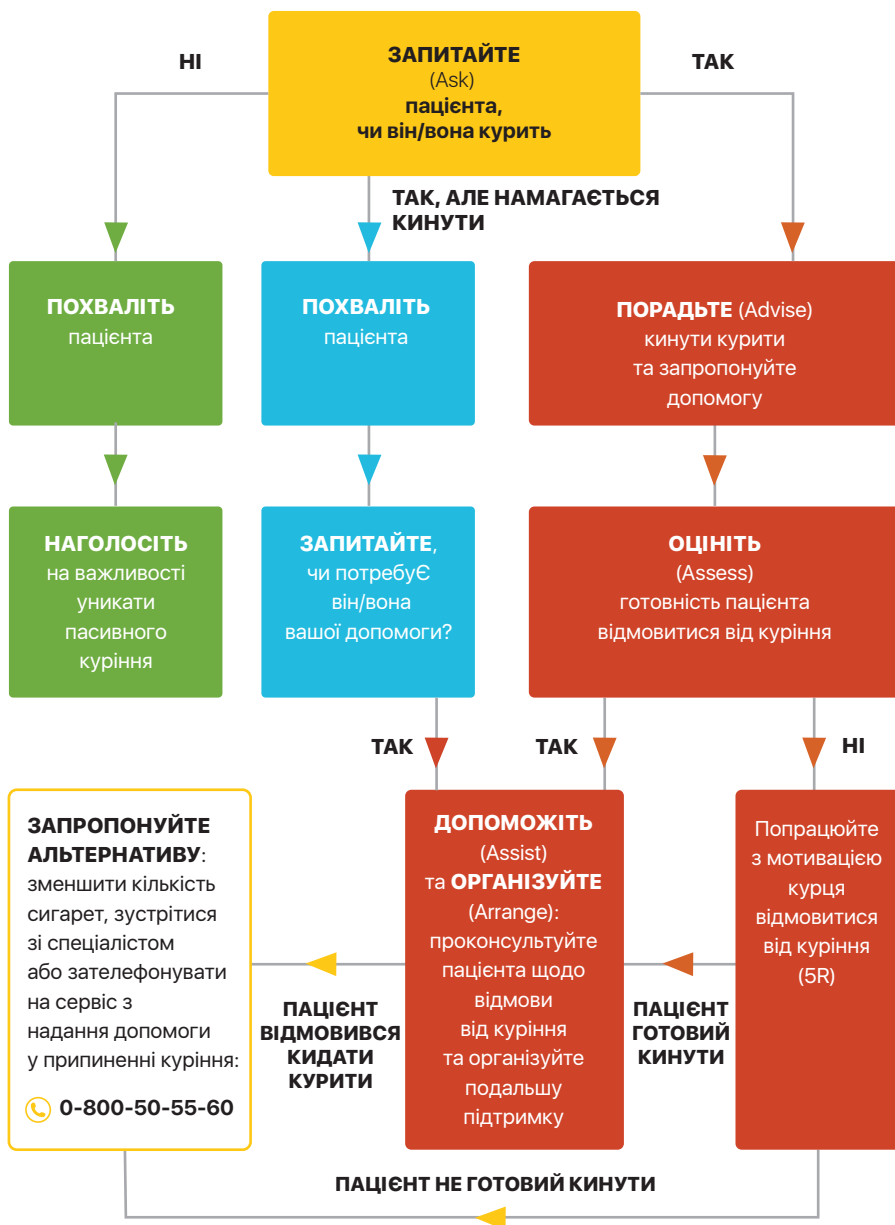 НІ
ЗАПИТАЙТЕ
(Ask)
пацієнта,
чи він/вона курить
ТАК
ТАК, АЛЕ НАМАГАЄТЬСЯ
КИНУТИ
ПОХВАЛІТЬ
пацієнта
ПОХВАЛІТЬ
пацієнта
ПОРАДЬТЕ (Advise)
кинути курити
та запропонуйте
допомогу
НАГОЛОСІТЬ
на важливості
уникати
пасивного
куріння
ЗАПИТАЙТЕ,
чи потребуЄ
він/вона
вашої допомоги?
ОЦІНІТЬ
(Assess)
готовність пацієнта
відмовитися від куріння
ТАК
ТАК
НІ
ЗАПРОПОНУЙТЕ
АЛЬТЕРНАТИВУ:
зменшити кількість
сигарет, зустрітися
зі спеціалістом
або зателефонувати
на сервіс з
надання допомоги
у припиненні куріння:
0-800-50-55-60
ПАЦІЄНТ
ВІДМОВИВСЯ
КИДАТИ
КУРИТИ
ДОПОМОЖІТЬ
(Assist)
та ОРГАНІЗУЙТЕ
(Arrange):
проконсультуйте
пацієнта щодо
відмови
від куріння
та організуйте
подальшу
підтримку
ПАЦІЄНТ
ГОТОВИЙ
КИНУТИ
Попрацюйте
з мотивацією
курця
відмовитися
від куріння
(5R)
ПАЦІЄНТ НЕ ГОТОВИЙ КИНУТИ